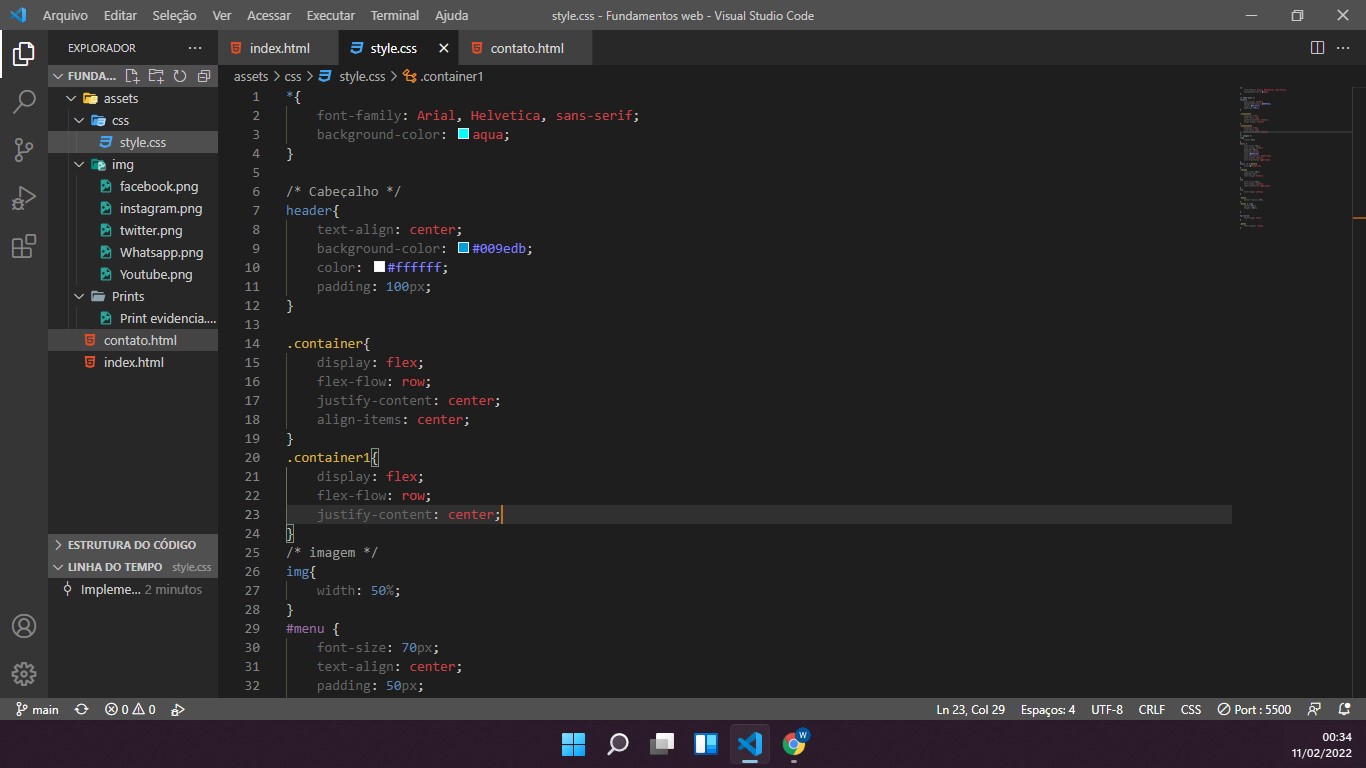 Arquivo Editar Seleção Ver Acessar Executar Terminal Ajuda style.css - Fundamentos web - Visual Studio Code
EXPLORADOR ···
index.html style.css contato.html
FUNDA...
assets
css
style.css
img
facebook.png
instagram.png
twitter.png
Whatsapp.png
Youtube.png
Prints
Print evidencia....
contato.html
index.html
ESTRUTURA DO CÓDIGO
LINHA DO TEMPO style.css
Impleme... 2 minutos
assets > css > style.css > .container1
1 *{
2 font-family: Arial, Helvetica, sans-serif;
3 background-color: aqua;
4 }
5
6 /* Cabeçalho */
7 header{
8 text-align: center;
9 background-color: #009edb;
10 color: #ffffff;
11 padding: 100px;
12 }
13
14 .container{
15 display: flex;
16 flex-flow: row;
17 justify-content: center;
18 align-items: center;
19 }
20 .container1{
21 display: flex;
22 flex-flow: row;
23 justify-content: center;
24 }
25 /* imagem */
26 img{
27 width: 50%;
28 }
29 #menu {
30 font-size: 70px;
31 text-align: center;
32 padding: 50px;
main 0 0 Ln 23, Col 29 Espaços: 4 UTF-8 CRLF CSS Port : 5500
W
00:34
11/02/2022